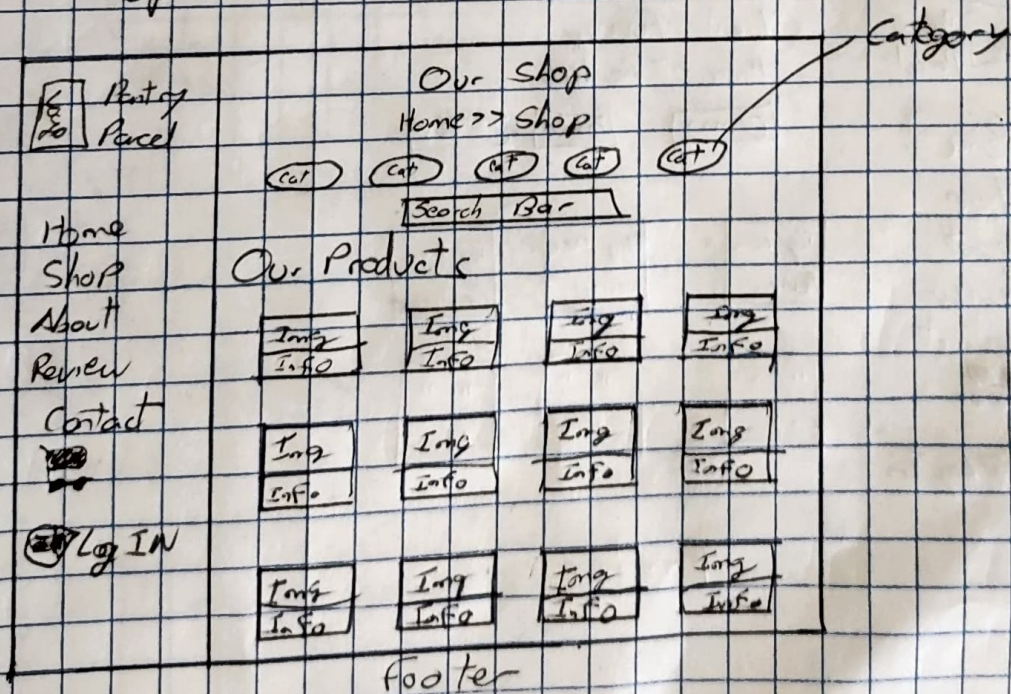 Category
Logo
Pantry
Parcel
Our Shop
Home >> Shop
Cat Cat Cat Cat Cat
Search Bar
Home
Shop
About
Review
Contact
Log IN
Our Products
Img Img Img Img
Info Info Info Info
Img Img Img Img
Info Info Info Info
Img Img Img Img
Info Info Info Info
Footer